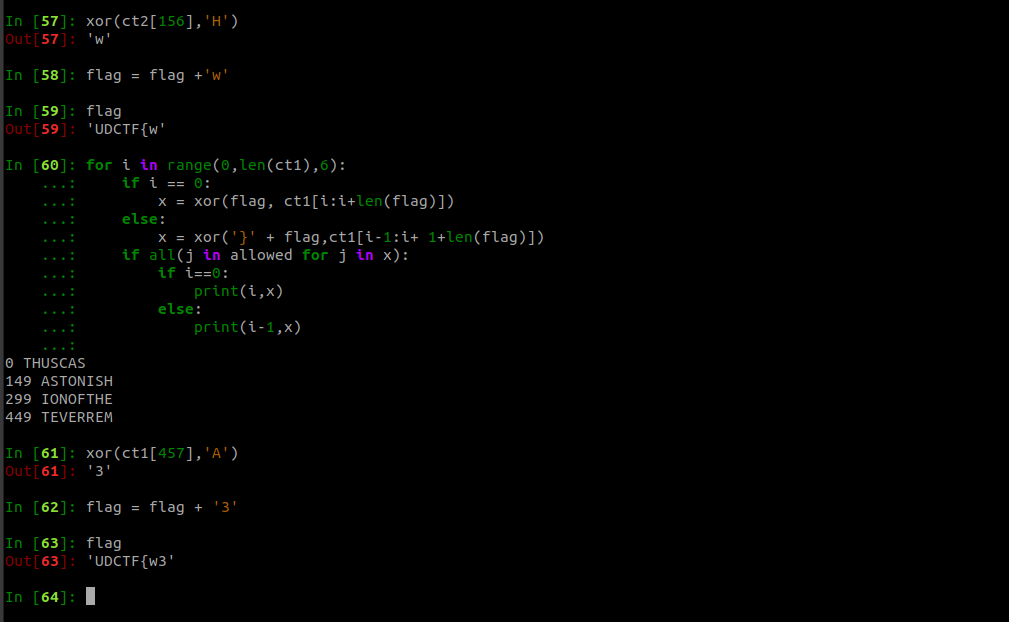 In [57]: xor(ct2[156],'H')
Out[57]: 'w'
In [58]: flag = flag +'w'
In [59]: flag
Out[59]: 'UDCTF{w'
In [60]: for i in range(0,len(ct1),6):
    ...:     if i == 0:
    ...:         x = xor(flag, ct1[i:i+len(flag)])
    ...:     else:
    ...:         x = xor('}' + flag,ct1[i-1:i+ 1+len(flag)])
    ...:     if all(j in allowed for j in x):
    ...:         if i==0:
    ...:             print(i,x)
    ...:         else:
    ...:             print(i-1,x)
    ...:
0 THUSCAS
149 ASTONISH
299 IONOFTHE
449 TEVERREM
In [61]: xor(ct1[457],'A')
Out[61]: '3'
In [62]: flag = flag + '3'
In [63]: flag
Out[63]: 'UDCTF{w3'
In [64]: